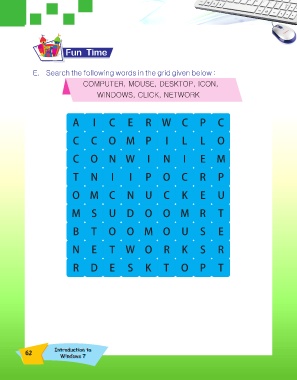 Fun Time
E. Search the following words in the grid given below :
COMPUTER, MOUSE, DESKTOP, ICON,
WINDOWS, CLICK, NETWORK
A I C E R W C P C
C C O M P I L L O
C O N W I N I E M
T N I I P O C R P
O M C N U C K E U
M S U D O O M R T
B T O O M O U S E
N E T W O R K S R
R D E S K T O P T
62
Introduction to
Windows 7